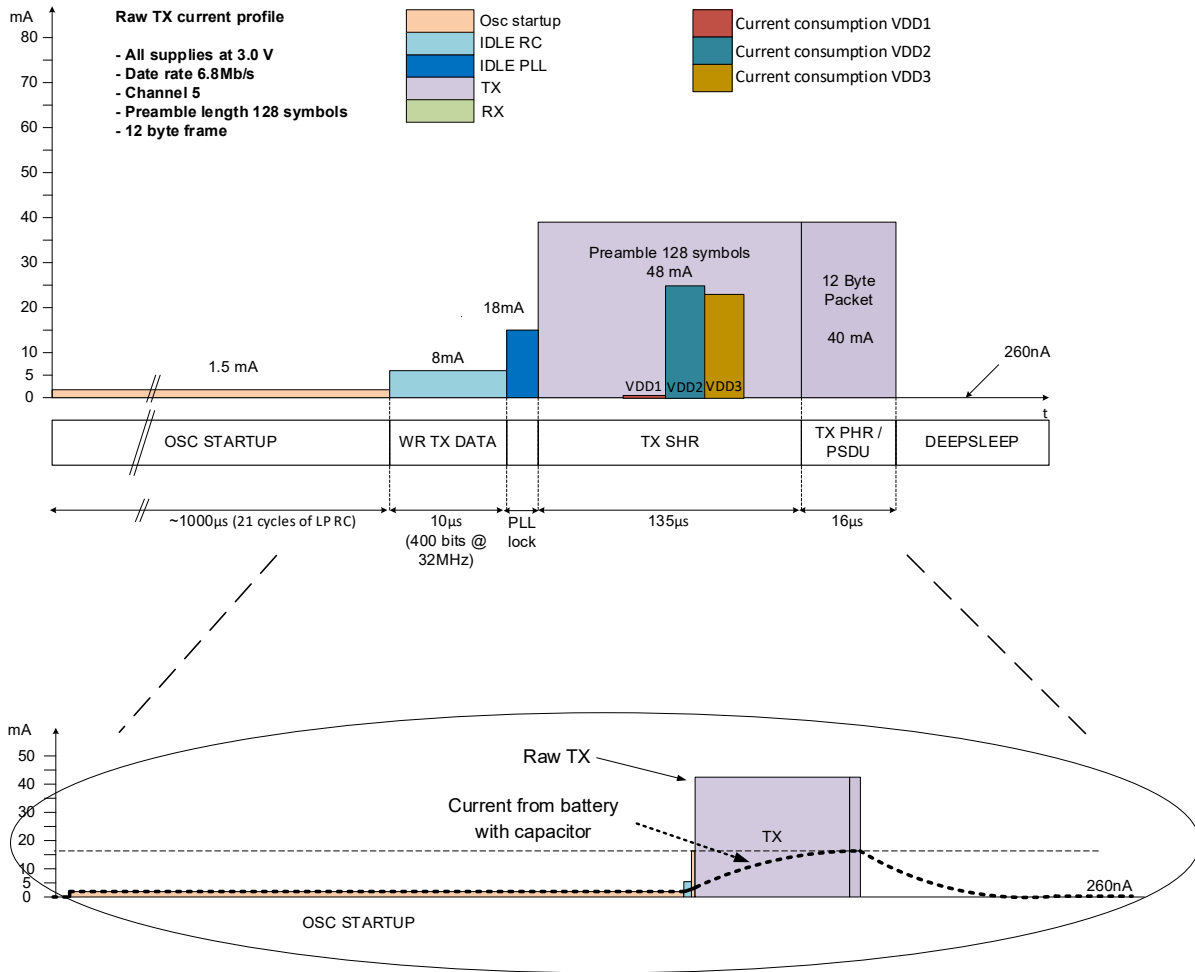 mA
Raw TX current profile
- All supplies at 3.0 V
- Date rate 6.8Mb/s
- Channel 5
- Preamble length 128 symbols
- 12 byte frame
Osc startup
IDLE RC
IDLE PLL
TX
RX
Current consumption VDD1
Current consumption VDD2
Current consumption VDD3
80
70
60
50
40
30
20
10
5
0
1.5 mA
8mA
18mA
Preamble 128 symbols
48 mA
VDD1
VDD2
VDD3
12 Byte
Packet
40 mA
260nA
t
OSC STARTUP
WR TX DATA
TX SHR
TX PHR /
PSDU
DEEPSLEEP
~1000µs (21 cycles of LP RC)
10µs
(400 bits @
32MHz)
PLL
lock
135µs
16µs
mA
50
40
30
20
10
5
0
Raw TX
Current from battery
with capacitor
TX
260nA
OSC STARTUP